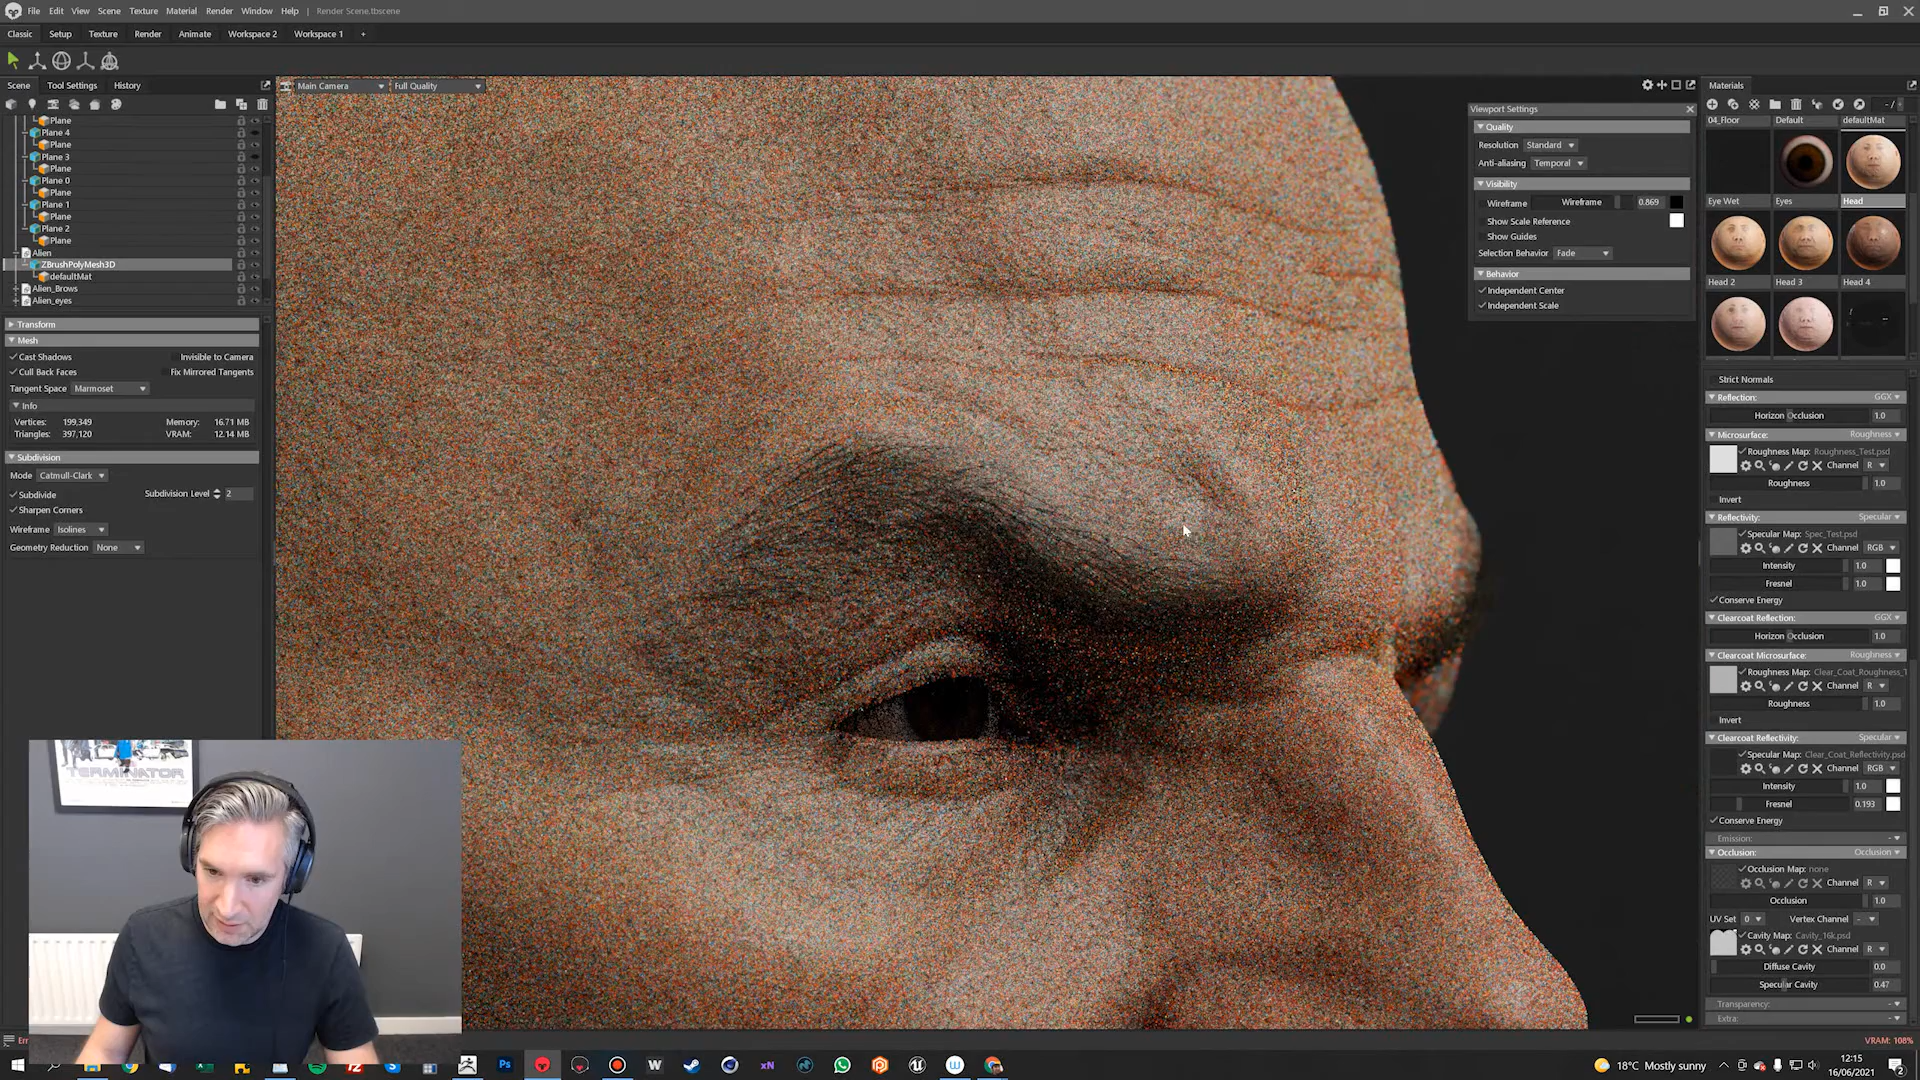 File Edit View Scene Texture Material Render Window Help Render Scene.tbscene
Classic Setup Texture Render Animate Workspace 2 Workspace 1 +
Scene Tool Settings History
Main Camera Full Quality
Plane
Plane 4
Plane
Plane 3
Plane
Plane 0
Plane
Plane 1
Plane
Plane 2
Plane
Alien
ZBrushPolyMesh3D
defaultMat
Alien_Brows
Alien_eyes
Transform
Mesh
Cast Shadows Invisible to Camera
Cull Back Faces Fix Mirrored Tangents
Tangent Space Marmoset
Info
Vertices: 199,349 Memory: 16.71 MB
Triangles: 397,120 VRAM: 12.14 MB
Subdivision
Mode Catmull-Clark
Subdivide Subdivision Level 2
Sharpen Corners
Wireframe Isolines
Geometry Reduction None
TERMINATOR
Viewport Settings
Quality
Resolution Standard
Anti-aliasing Temporal
Visibility
Wireframe Wireframe 0.869
Show Scale Reference
Show Guides
Selection Behavior Fade
Behavior
Independent Center
Independent Scale
Materials
04_Floor Default defaultMat
Eye Wet Eyes Head
Head 2 Head 3 Head 4
Strict Normals
Reflection: GGX
Horizon Occlusion 1.0
Microsurface: Roughness
Roughness Map: Roughness_Test.psd
Channel R
Roughness 1.0
Invert
Reflectivity: Specular
Specular Map: Spec_Test.psd
Channel RGB
Intensity 1.0
Fresnel 1.0
Conserve Energy
Clearcoat Reflection: GGX
Horizon Occlusion 1.0
Clearcoat Microsurface: Roughness
Roughness Map: Clear_Coat_Roughness_T
Channel R
Roughness 1.0
Invert
Clearcoat Reflectivity: Specular
Specular Map: Clear_Coat_Reflectivity.psd
Channel RGB
Intensity 1.0
Fresnel 0.193
Conserve Energy
Emission:
Occlusion: Occlusion
Occlusion Map: none
Channel R
Occlusion 1.0
UV Set 0 Vertex Channel -
Cavity Map: Cavity_16k.psd
Channel R
Diffuse Cavity 0.0
Specular Cavity 0.47
Transparency:
Extra:
Err VRAM: 108%
Ps W xN 18°C Mostly sunny 12:15
16/06/2021 2